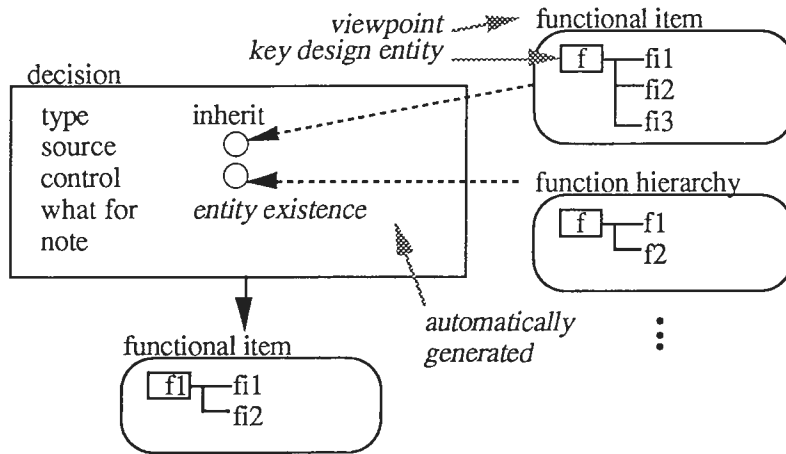 viewpoint
functional item
key design entity
f
fi1
fi2
fi3
decision
type
inherit
source
control
what for
entity existence
note
function hierarchy
f
f1
f2
automatically
generated
functional item
f1
fi1
fi2